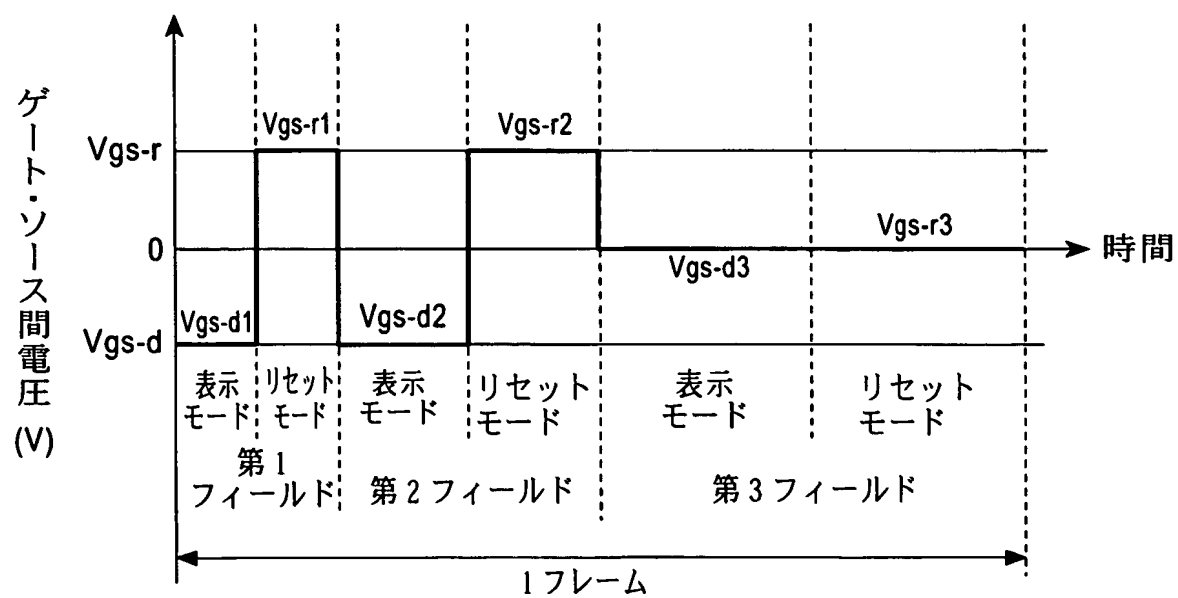 ゲート・ソース間電圧
(V)
Vgs-r
0
Vgs-d
Vgs-r1
Vgs-r2
Vgs-r3
Vgs-d1
Vgs-d2
Vgs-d3
時間
表示
モード
リセット
モード
表示
モード
リセット
モード
表示
モード
リセット
モード
第1
フィールド
第2フィールド
第3フィールド
1フレーム